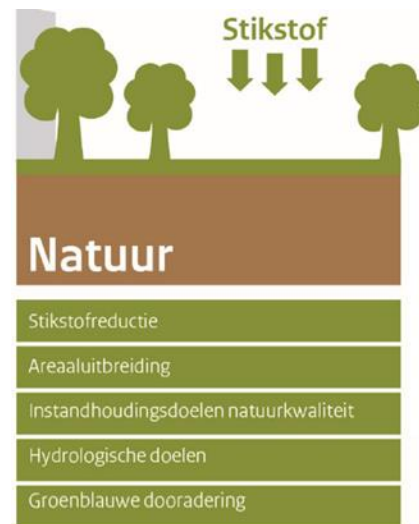 Stikstof
Natuur
Stikstofreductie
Areaaluitbreiding
Instandhoudingsdoelen natuurkwaliteit
Hydrologische doelen
Groenblauwe dooradering